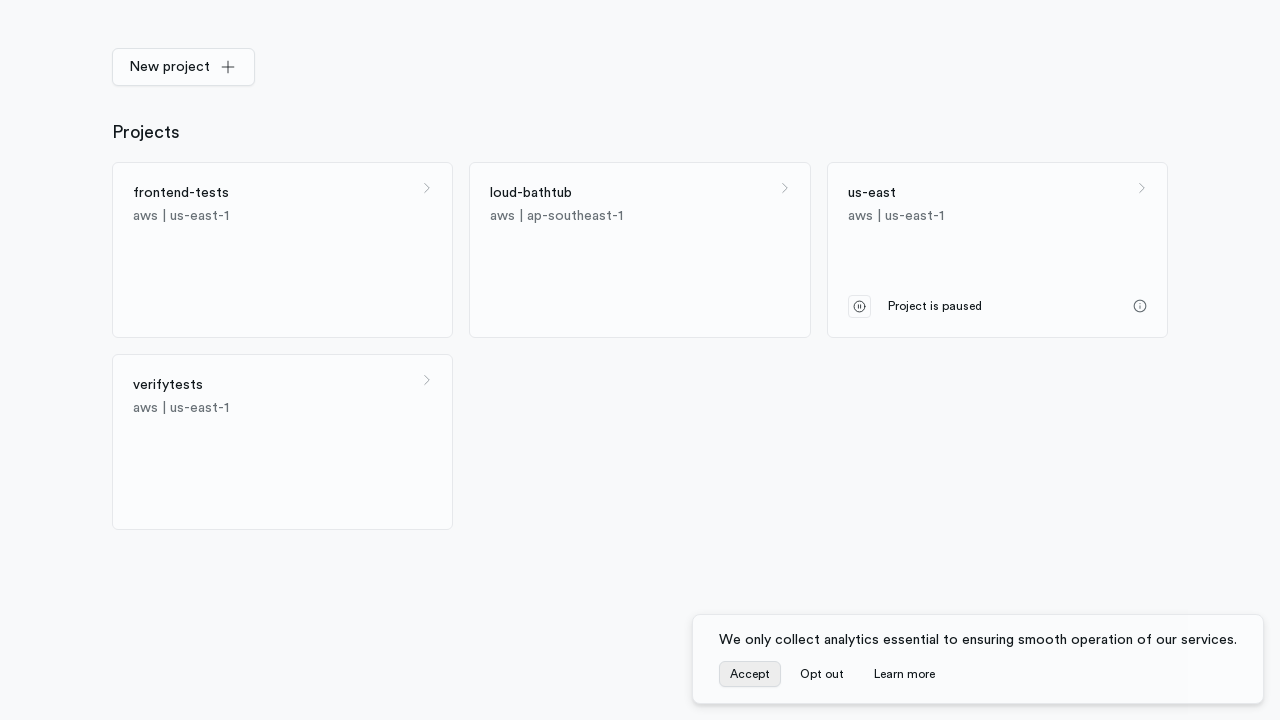 New project
Projects
frontend-tests
aws | us-east-1
loud-bathtub
aws | ap-southeast-1
us-east
aws | us-east-1
Project is paused
verifytests
aws | us-east-1
We only collect analytics essential to ensuring smooth operation of our services.
Accept Opt out Learn more